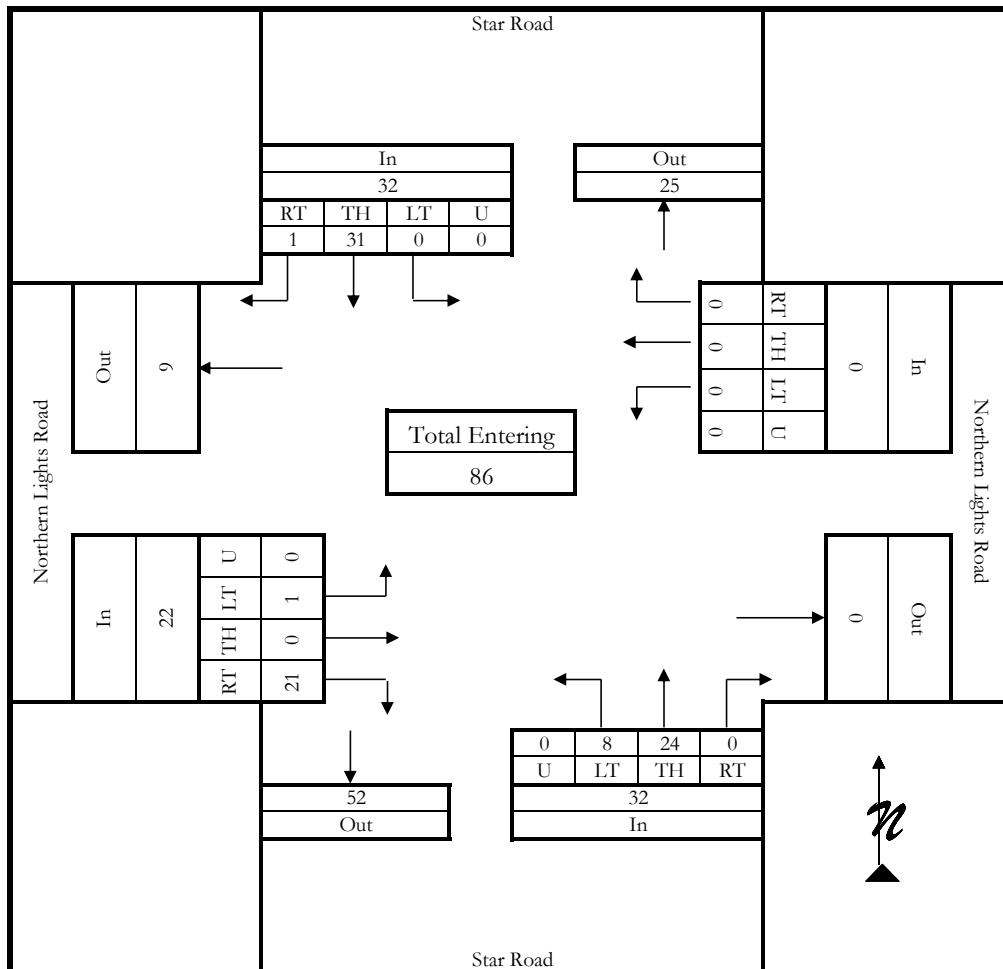 Star Road
In
32
RT TH LT U
1 31 0 0
Out
25
Out 9
Northern Lights Road
RT 0
TH 0
LT 0
U 0
0 In
Northern Lights Road
Total Entering
86
In 22
U 0
LT 1
TH 0
RT 21
0 Out
52
Out
0 8 24 0
U LT TH RT
32
In
N
Star Road